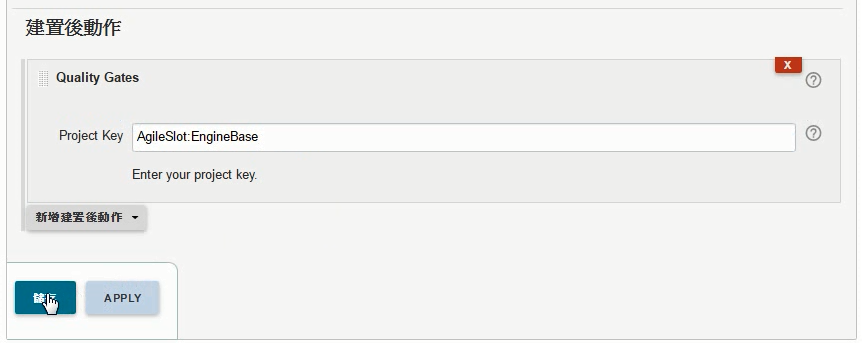 建置後動作
X
Quality Gates
?
Project Key
AgileSlot:EngineBase
?
Enter your project key.
新增建置後動作
APPLY